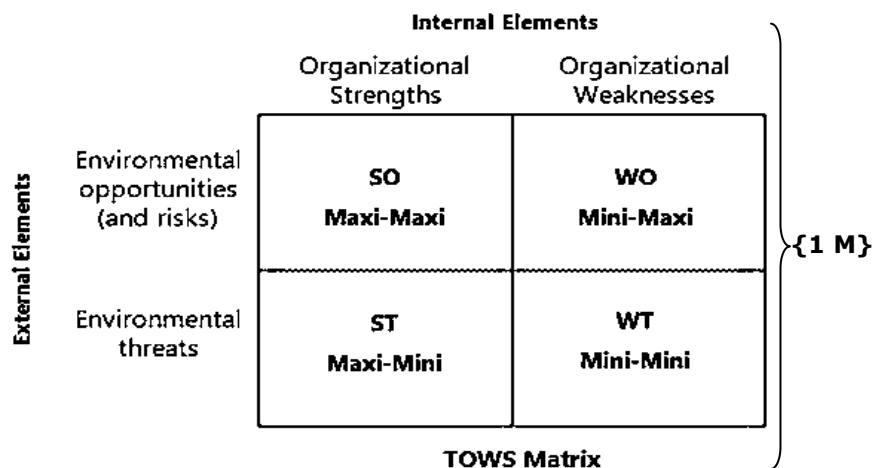 Internal Elements
Organizational
Strengths
Organizational
Weaknesses
External Elements
Environmental
opportunities
(and risks)
SO
Maxi-Maxi
WO
Mini-Maxi
{1 M}
Environmental
threats
ST
Maxi-Mini
WT
Mini-Mini
TOWS Matrix